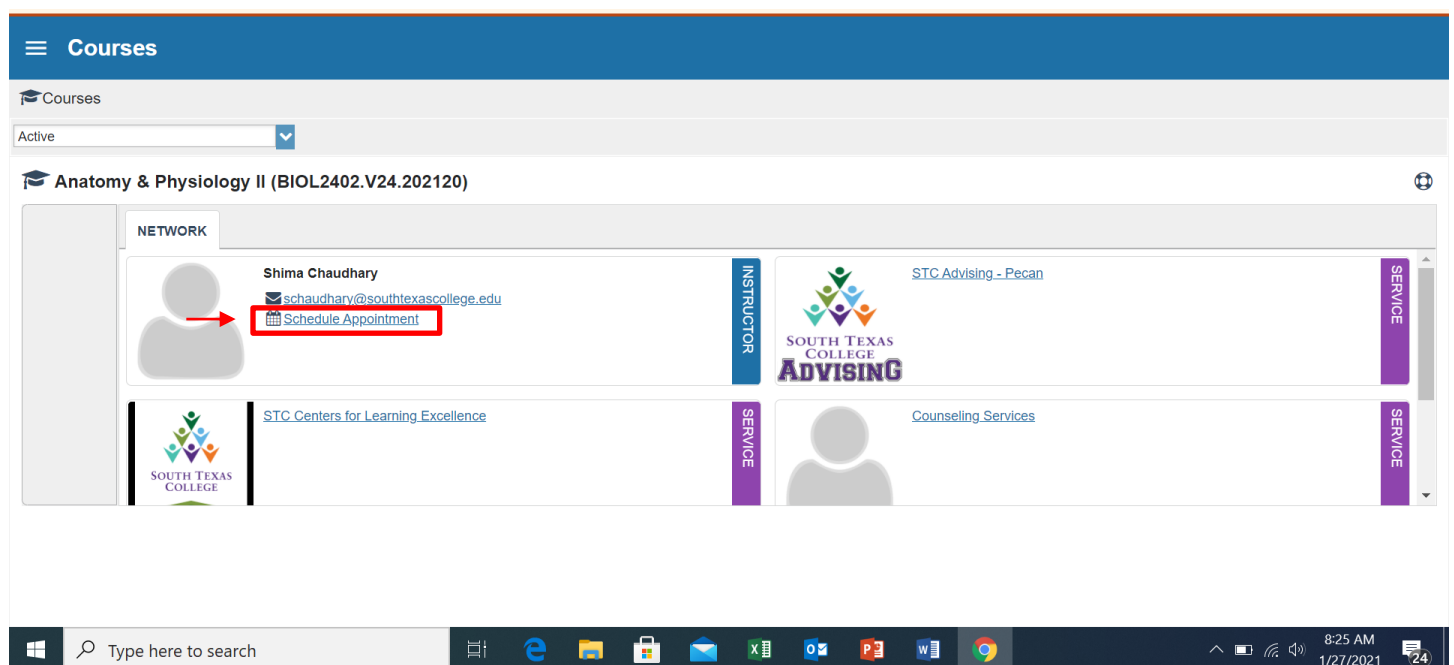 Courses
Courses
Active
Anatomy & Physiology II (BIOL2402.V24.202120)
NETWORK
Shima Chaudhary
schaudhary@southtexascollege.edu
Schedule Appointment
INSTRUCTOR
STC Advising - Pecan
SOUTH TEXAS
COLLEGE
ADVISING
SERVICE
STC Centers for Learning Excellence
SOUTH TEXAS
COLLEGE
SERVICE
Counseling Services
SERVICE
Type here to search
8:25 AM
1/27/2021
24